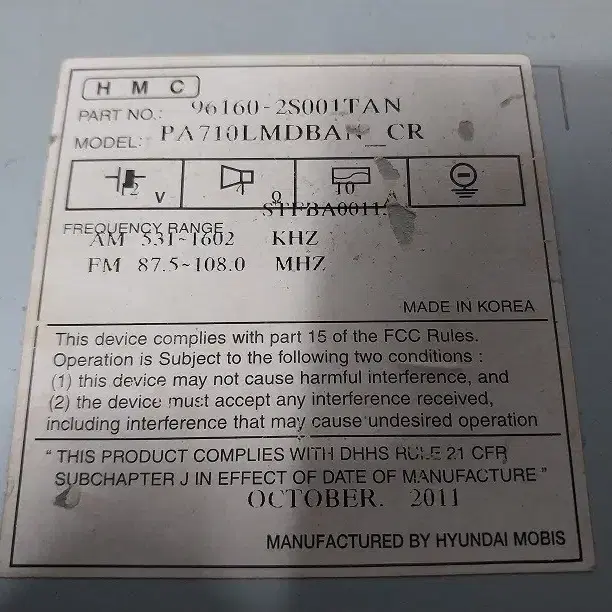 H M C
PART NO.: 96160-2S001TAN
MODEL: PA710LMDBAN_CR
12 V 4 Ω 10
FREQUENCY RANGE
AM 531~1602 KHZ
FM 87.5~108.0 MHZ
MADE IN KOREA
This device complies with part 15 of the FCC Rules.
Operation is Subject to the following two conditions :
(1) this device may not cause harmful interference, and
(2) the device must accept any interference received,
including interference that may cause undesired operation
“ THIS PRODUCT COMPLIES WITH DHHS RULE 21 CFR
SUBCHAPTER J IN EFFECT OF DATE OF MANUFACTURE ”
OCTOBER. 2011
MANUFACTURED BY HYUNDAI MOBIS